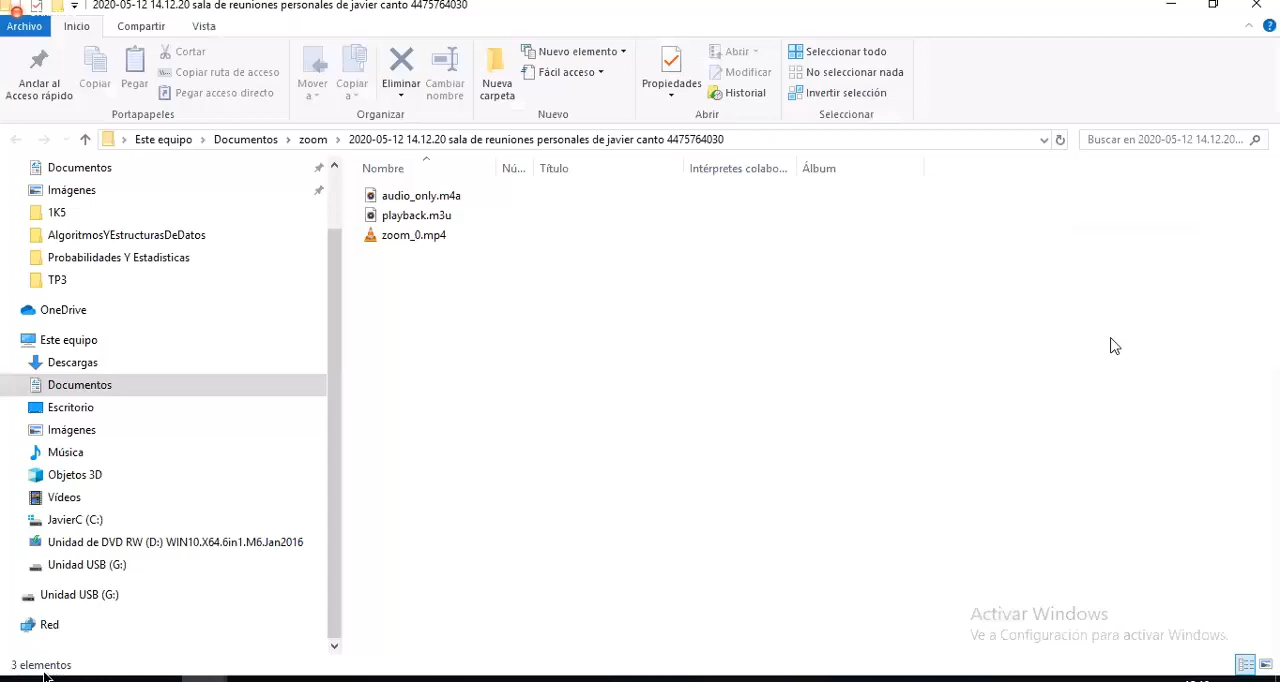 2020-05-12 14.12.20 sala de reuniones personales de javier canto 4475764030
Archivo Inicio Compartir Vista
Anclar al Acceso rápido
Copiar
Pegar
Cortar
Copiar ruta de acceso
Pegar acceso directo
Portapapeles
Mover a
Copiar a
Eliminar
Cambiar nombre
Organizar
Nueva carpeta
Nuevo elemento
Fácil acceso
Nuevo
Propiedades
Abrir
Modificar
Historial
Abrir
Seleccionar todo
No seleccionar nada
Invertir selección
Seleccionar
Este equipo > Documentos > zoom > 2020-05-12 14.12.20 sala de reuniones personales de javier canto 4475764030
Buscar en 2020-05-12 14.12.20...
Documentos
Imágenes
1K5
AlgoritmosYEstructurasDeDatos
Probabilidades Y Estadisticas
TP3
OneDrive
Este equipo
Descargas
Documentos
Escritorio
Imágenes
Música
Objetos 3D
Vídeos
JavierC (C:)
Unidad de DVD RW (D:) WIN10.X64.6in1.M6.Jan2016
Unidad USB (G:)
Unidad USB (G:)
Red
Nombre Nú... Título Intérpretes colabo... Álbum
audio_only.m4a
playback.m3u
zoom_0.mp4
Activar Windows
Ve a Configuración para activar Windows.
3 elementos